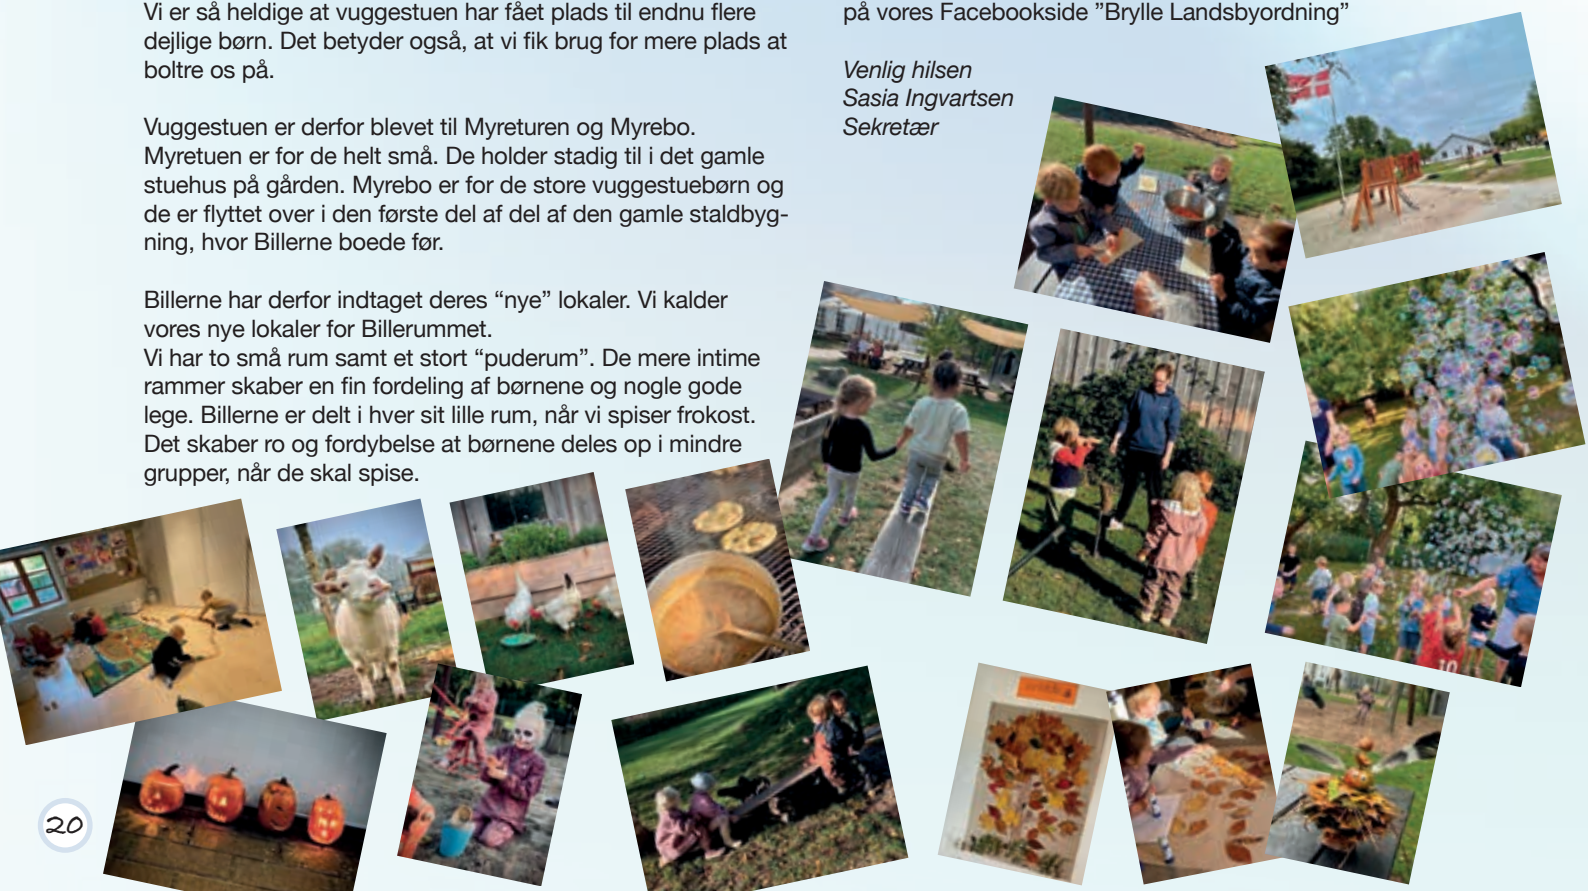 Vi er så heldige at vuggestuen har fået plads til endnu flere
dejlige børn. Det betyder også, at vi fik brug for mere plads at
boltre os på.
Vuggestuen er derfor blevet til Myreturen og Myrebo.
Myretuen er for de helt små. De holder stadig til i det gamle
stuehus på gården. Myrebo er for de store vuggestuebørn og
de er flyttet over i den første del af del af den gamle staldbyg-
ning, hvor Billerne boede før.
Billerne har derfor indtaget deres “nye” lokaler. Vi kalder
vores nye lokaler for Billerummet.
Vi har to små rum samt et stort “puderum”. De mere intime
rammer skaber en fin fordeling af børnene og nogle gode
lege. Billerne er delt i hver sit lille rum, når vi spiser frokost.
Det skaber ro og fordybelse at børnene deles op i mindre
grupper, når de skal spise.
på vores Facebookside ”Brylle Landsbyordning”
Venlig hilsen
Sasia Ingvartsen
Sekretær
10
20